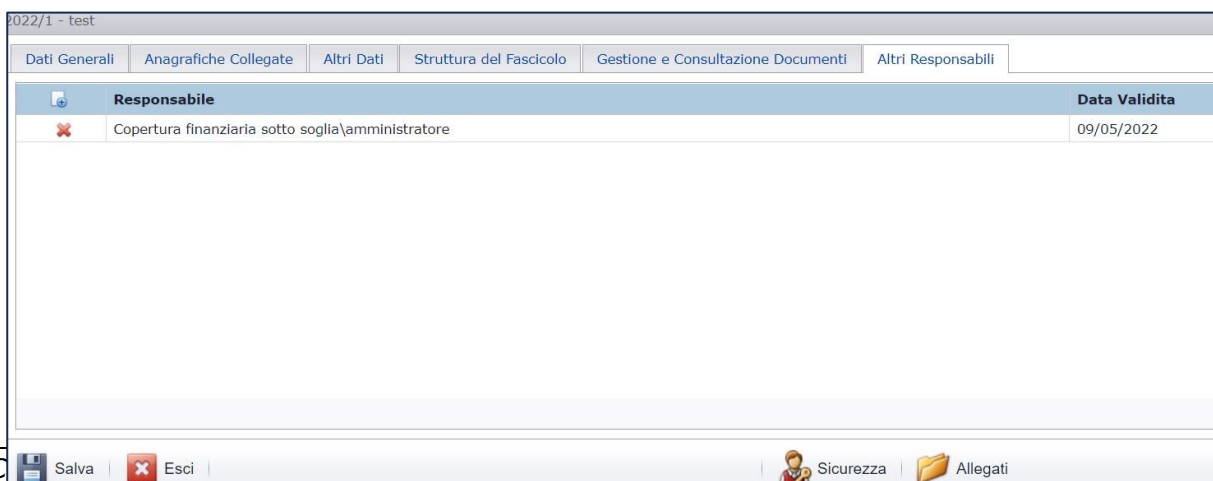 2022/1 - test
Dati Generali Anagrafiche Collegate Altri Dati Struttura del Fascicolo Gestione e Consultazione Documenti Altri Responsabili
Responsabile Data Validita
Copertura finanziaria sotto soglia\amministratore 09/05/2022
Salva Esci Sicurezza Allegati